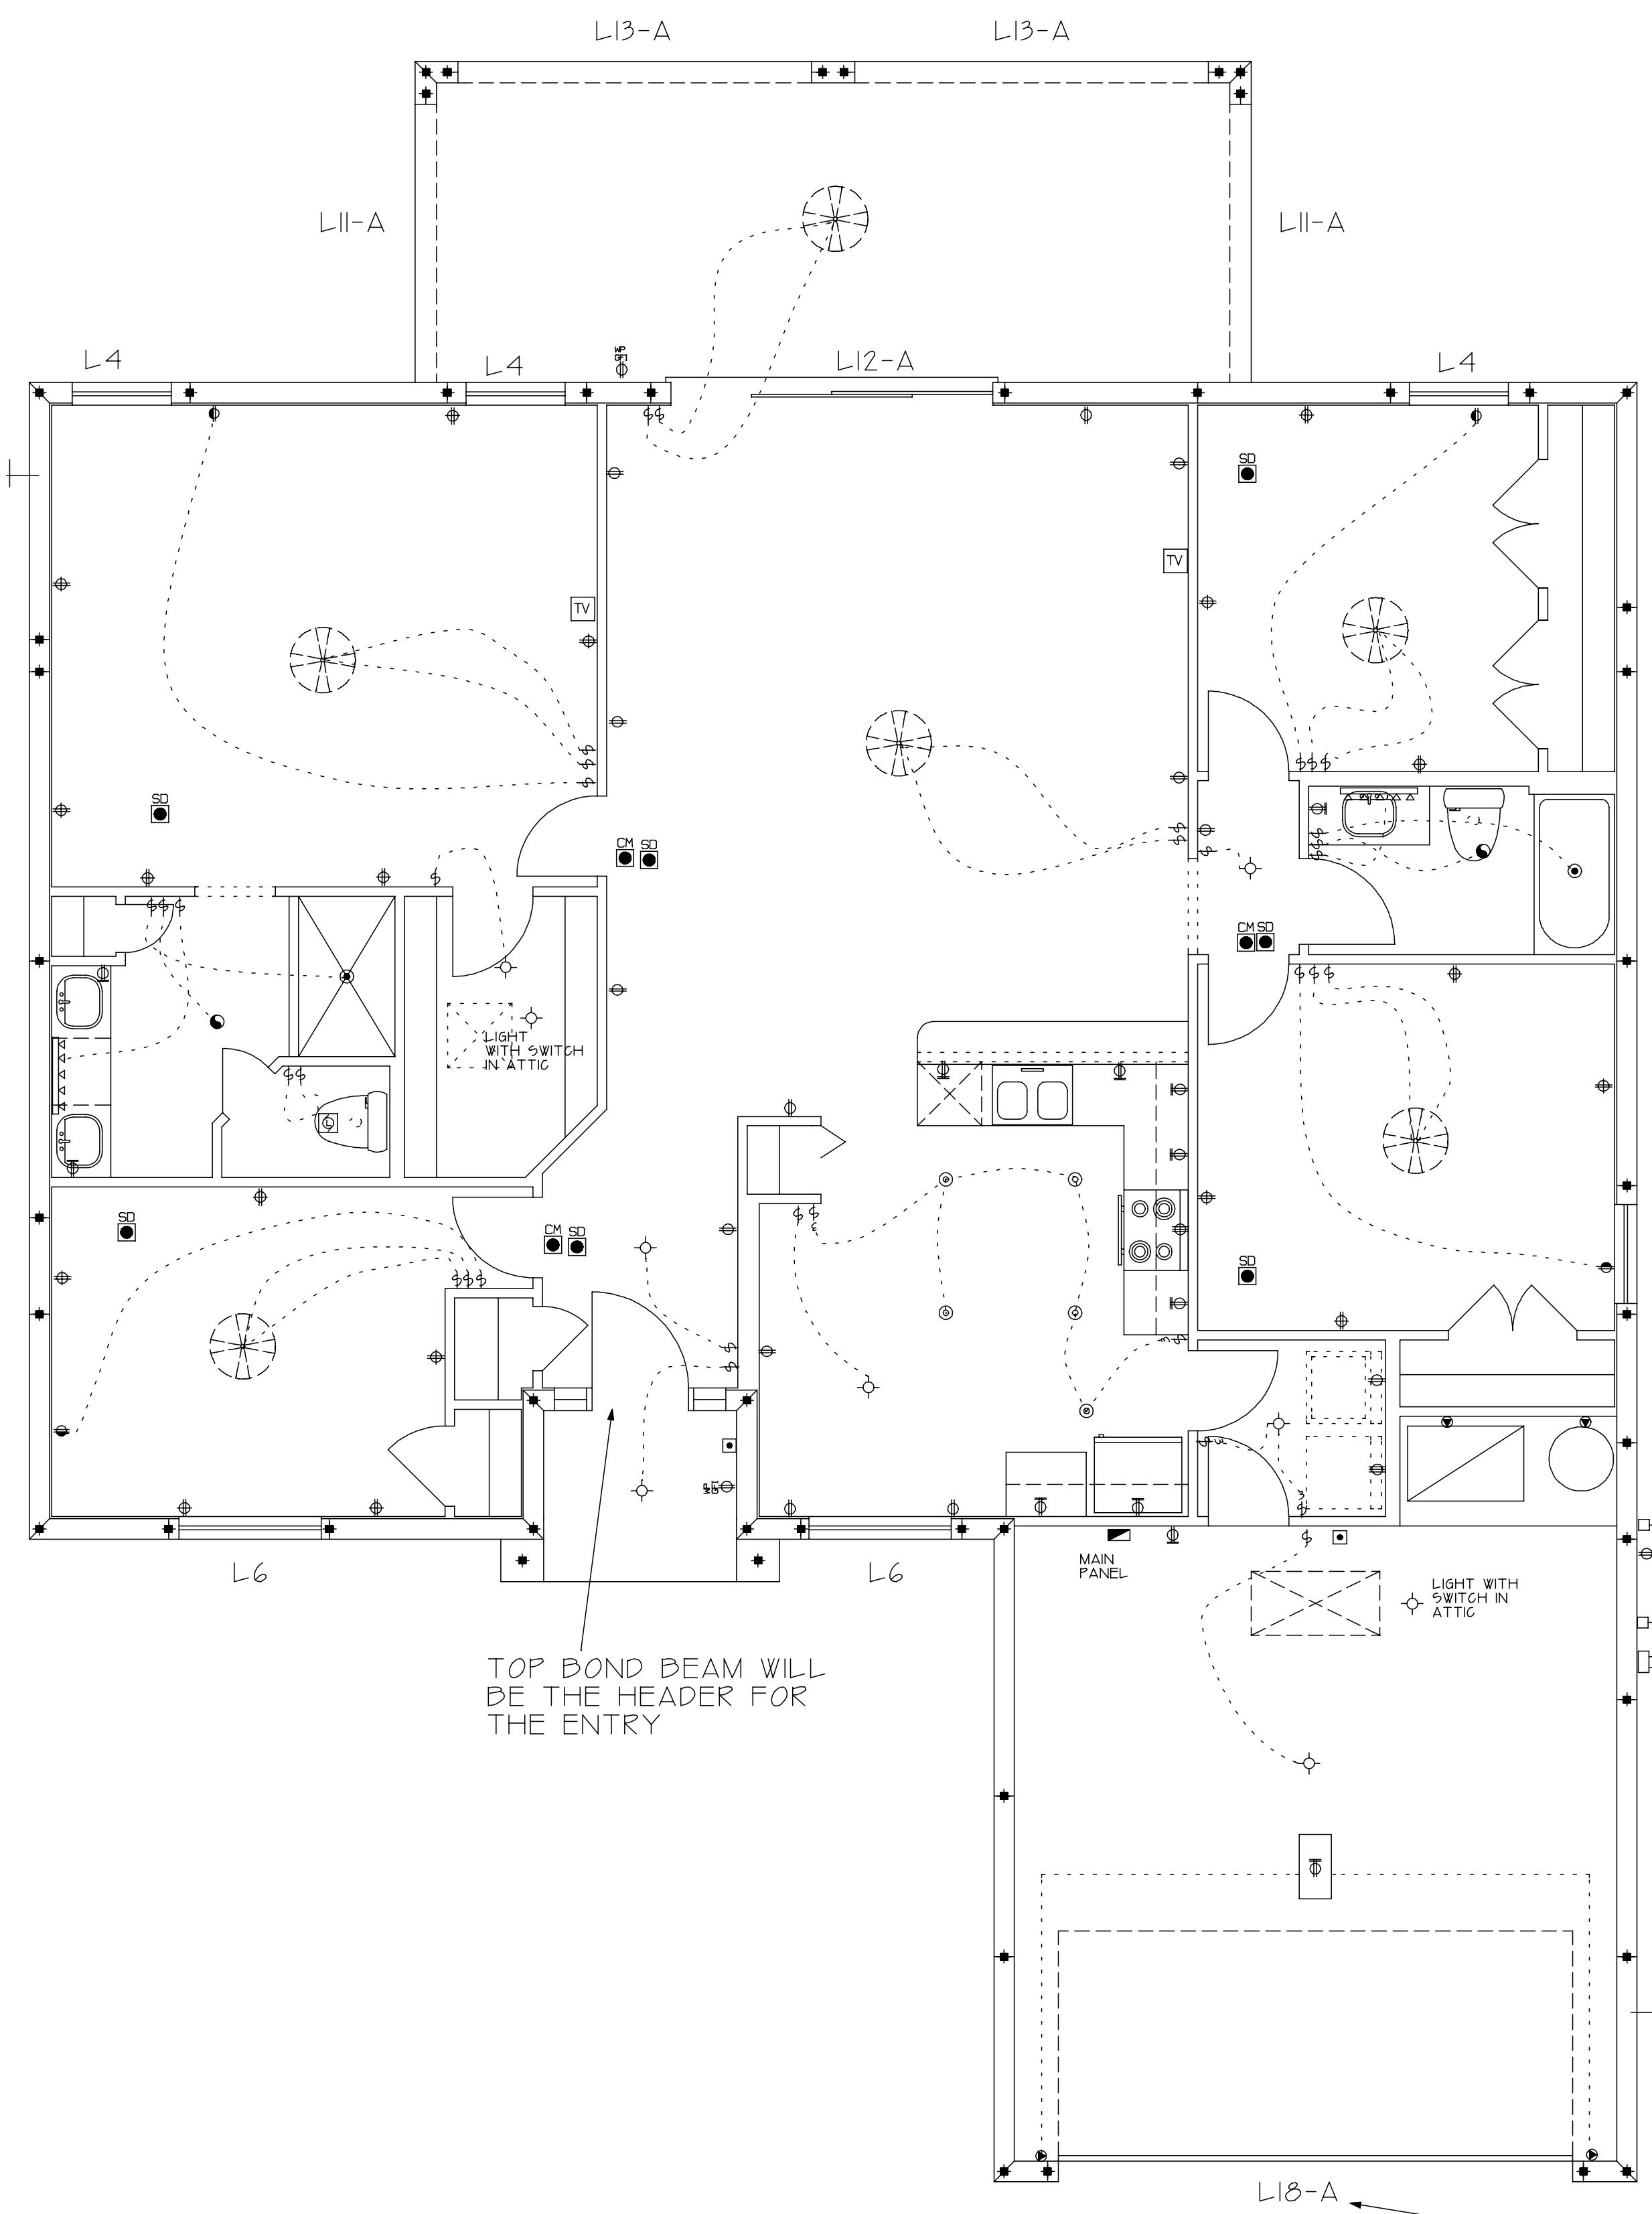 L13-A
L13-A
L11-A
L11-A
L4
L4
WP
GFI
L12-A
L4
SD
TV
TV
SD
CM SD
CM SD
LIGHT
WITH SWITCH
IN ATTIC
SD
CM SD
L
SD
WP
GFI
L6
L6
MAIN
PANEL
LIGHT WITH
SWITCH IN
ATTIC
TOP BOND BEAM WILL
BE THE HEADER FOR
THE ENTRY
L18-A